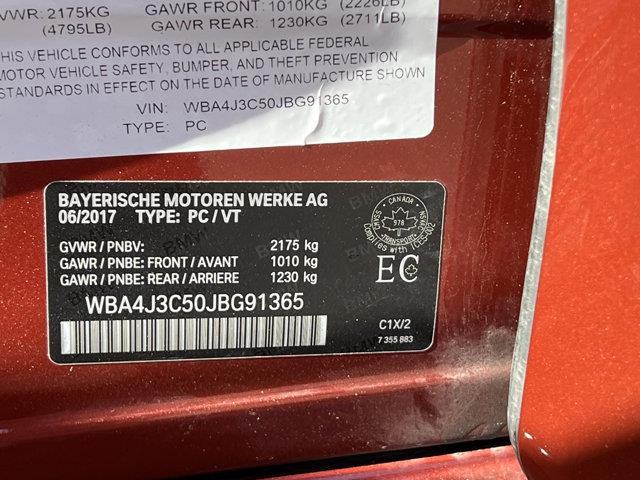 VWR: 2175KG GAWR FRONT: 1010KG (2226LB)
(4795LB) GAWR REAR: 1230KG (2711LB)
THIS VEHICLE CONFORMS TO ALL APPLICABLE FEDERAL
MOTOR VEHICLE SAFETY, BUMPER, AND THEFT PREVENTION
STANDARDS IN EFFECT ON THE DATE OF MANUFACTURE SHOWN
VIN: WBA4J3C50JBG91365
TYPE: PC
BAYERISCHE MOTOREN WERKE AG
06/2017 TYPE: PC/VT
GVWR / PNBV: 2175 kg
GAWR / PNBE: FRONT / AVANT 1010 kg
GAWR / PNBE: REAR / ARRIERE 1230 kg
WBA4J3C50JBG91365
CANADA
978
TRANSPORT
EC
C1X/2
7 355 883